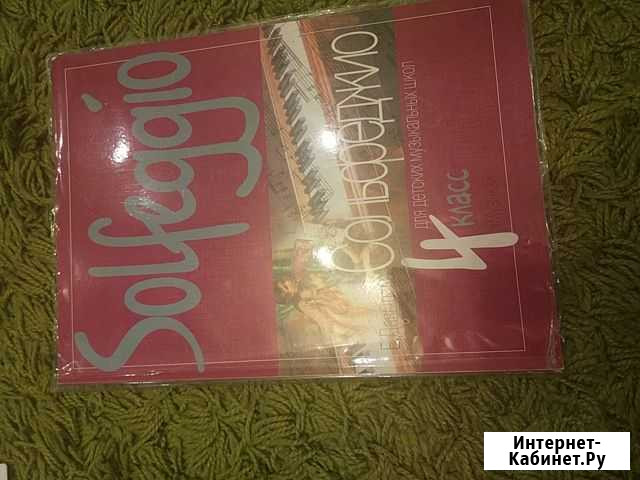 Solfeggio
Сольфеджио
для детских музыкальных школ
4 класс
Интернет-
Кабинет.Ру